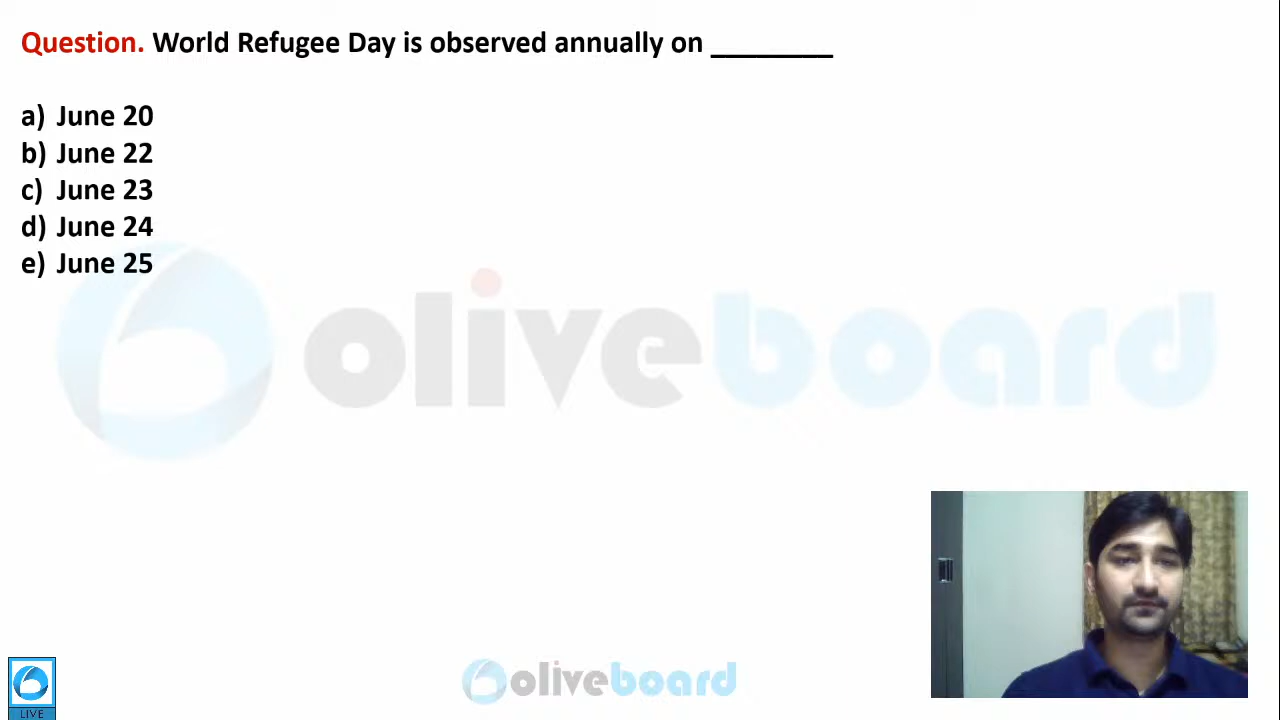 Question. World Refugee Day is observed annually on ________
a) June 20
b) June 22
c) June 23
d) June 24
e) June 25
oliveboard
oliveboard
LIVE